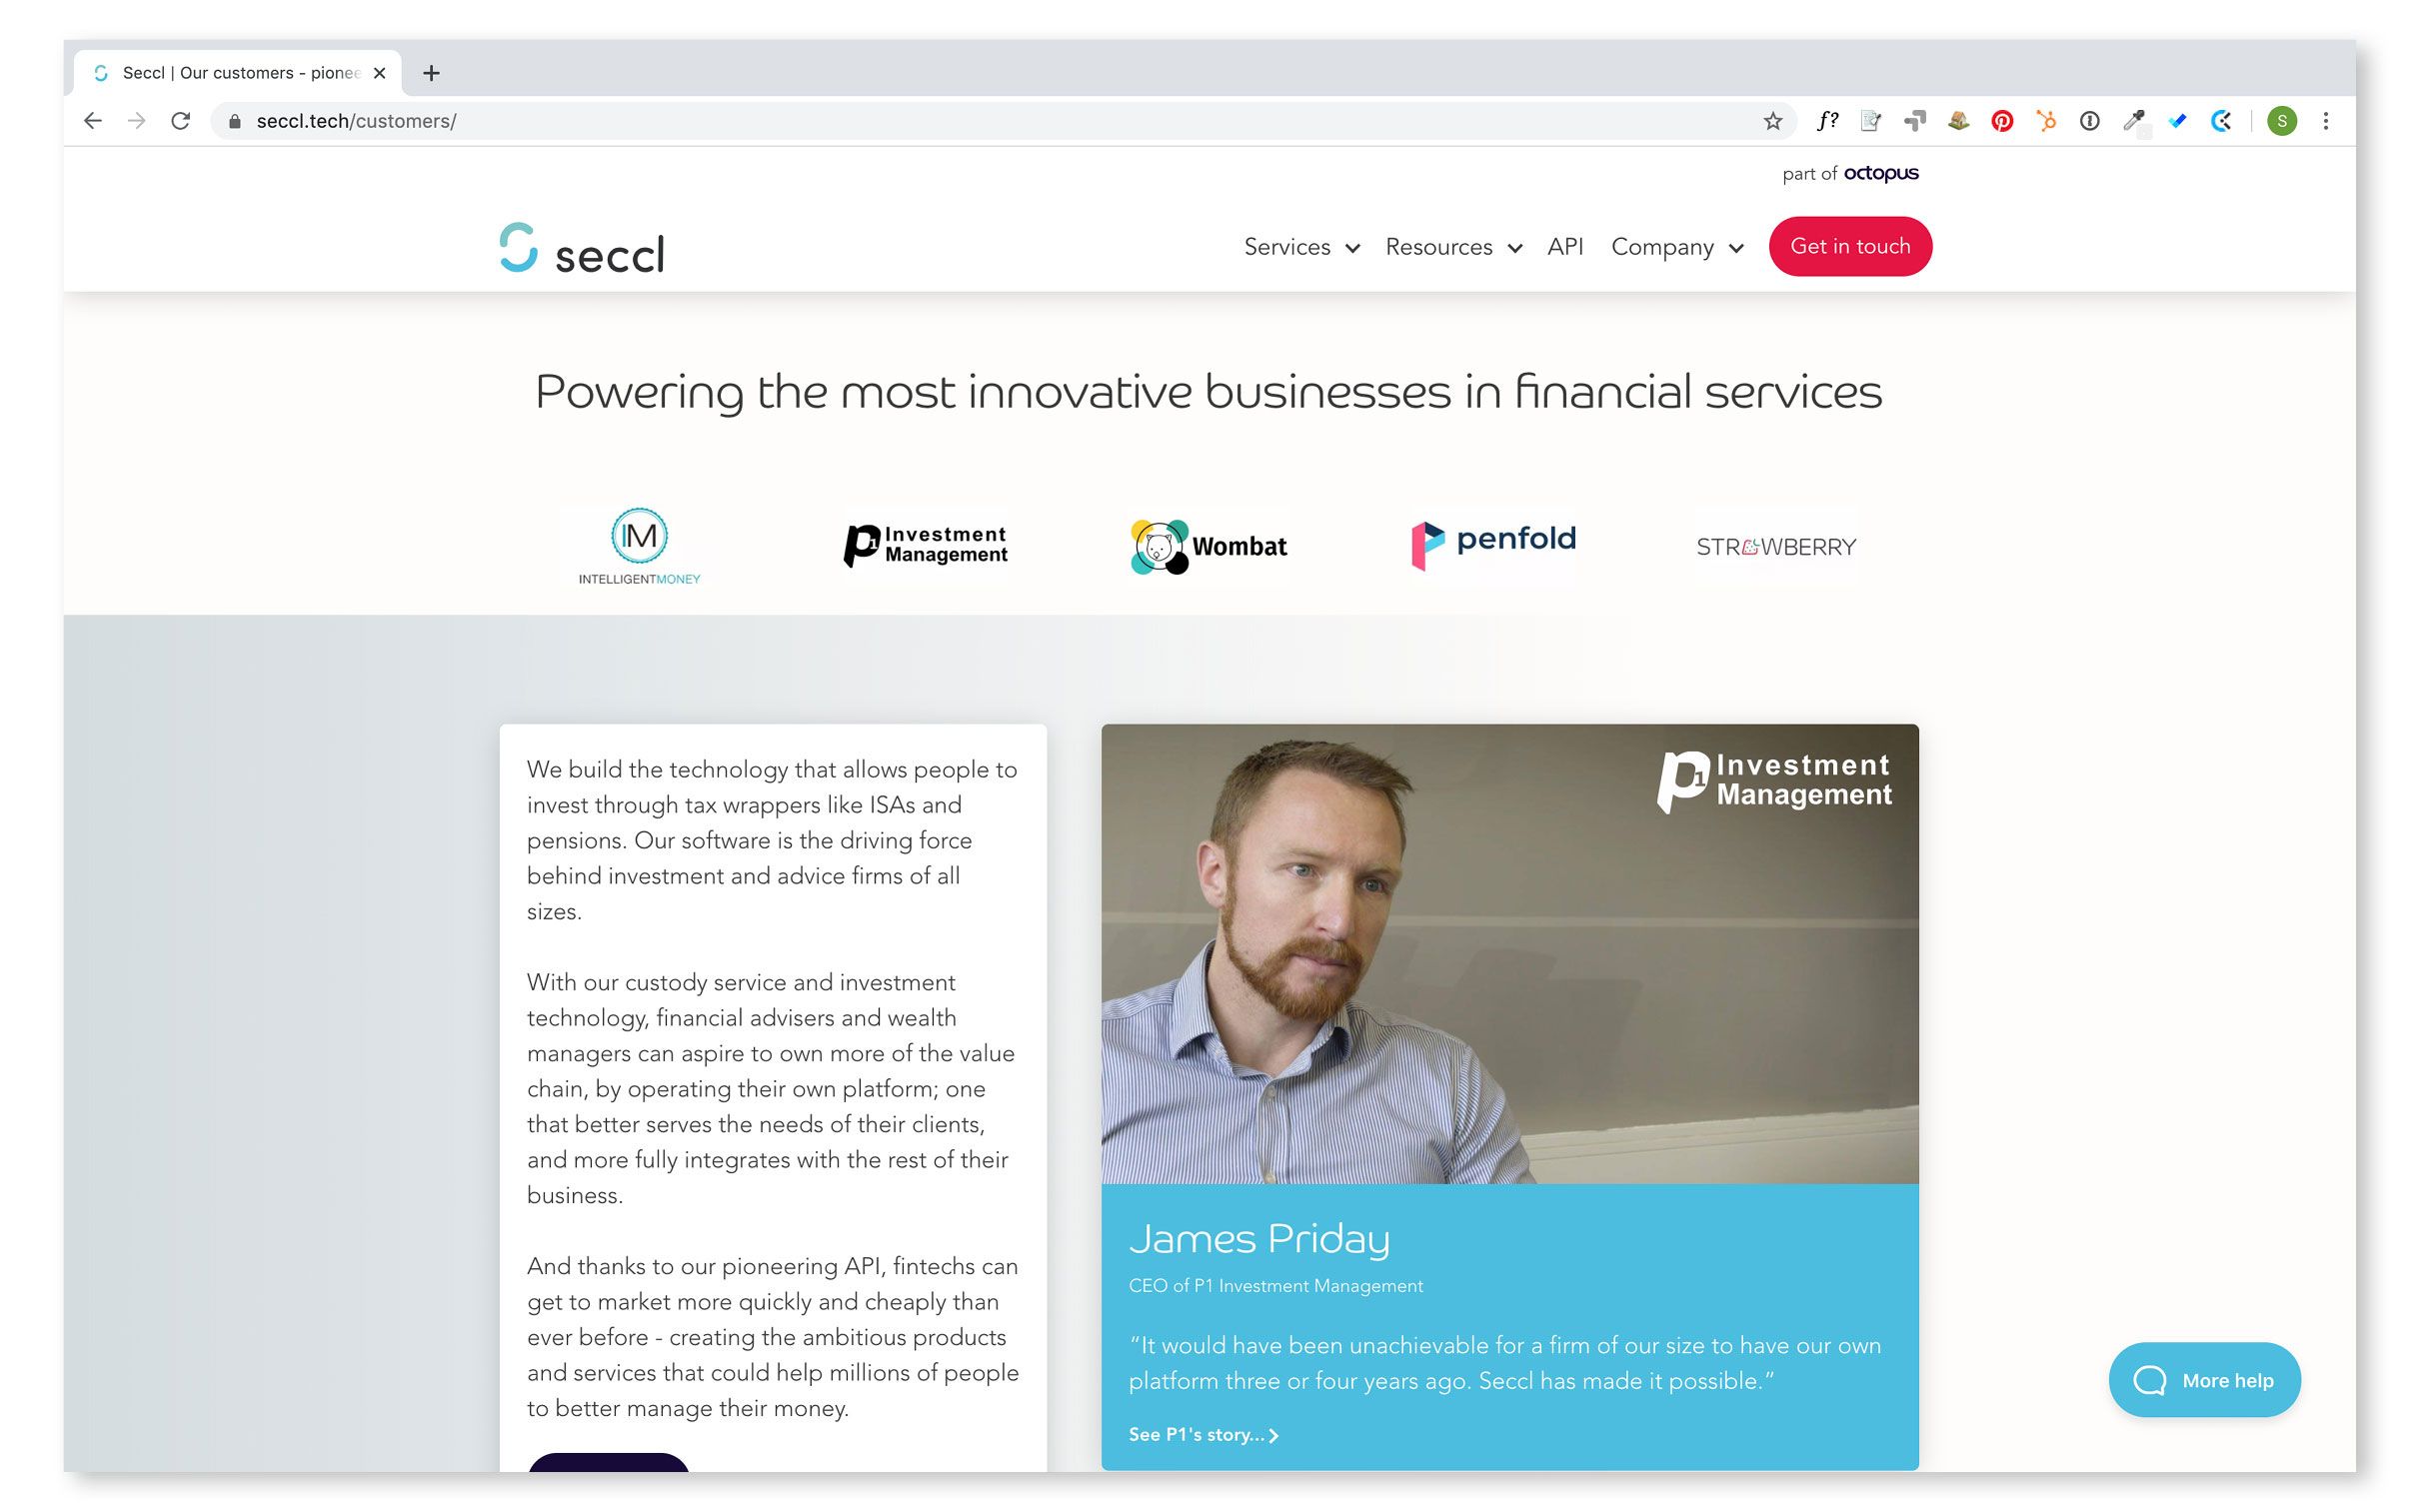 Seccl | Our customers - pionee
seccl.tech/customers/
f?
S
part of octopus
seccl
Services
Resources
API
Company
Get in touch
Powering the most innovative businesses in financial services
IM
INTELLIGENTMONEY
p1 Investment
Management
Wombat
penfold
STRAWBERRY
We build the technology that allows people to
invest through tax wrappers like ISAs and
pensions. Our software is the driving force
behind investment and advice firms of all
sizes.
With our custody service and investment
technology, financial advisers and wealth
managers can aspire to own more of the value
chain, by operating their own platform; one
that better serves the needs of their clients,
and more fully integrates with the rest of their
business.
And thanks to our pioneering API, fintechs can
get to market more quickly and cheaply than
ever before - creating the ambitious products
and services that could help millions of people
to better manage their money.
p1 Investment
Management
James Priday
CEO of P1 Investment Management
“It would have been unachievable for a firm of our size to have our own
platform three or four years ago. Seccl has made it possible.”
See P1's story...
More help